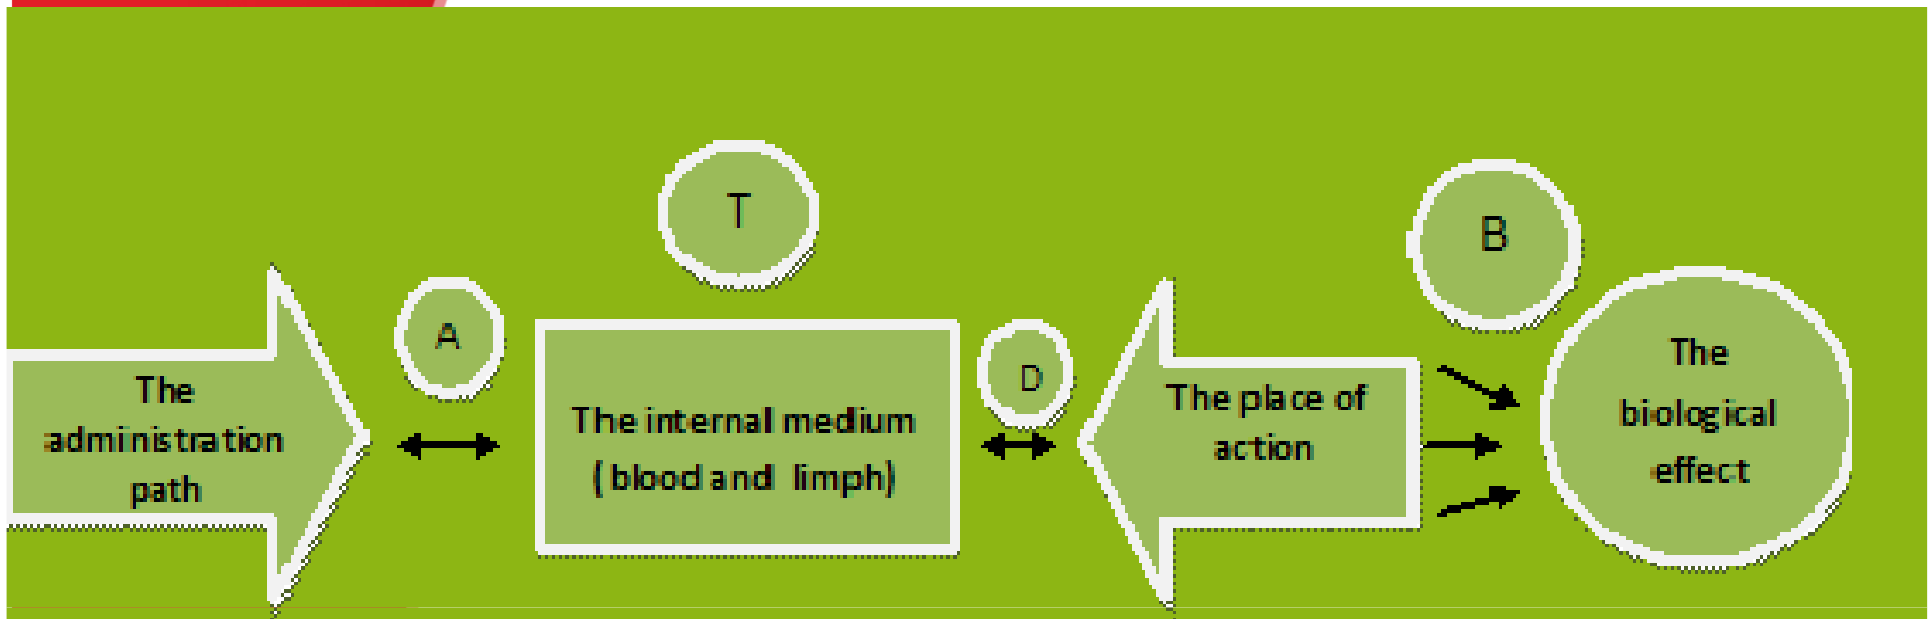 The
administration
path
A
T
The internal medium
( blood and limph)
D
The place of
action
B
The
biological
effect